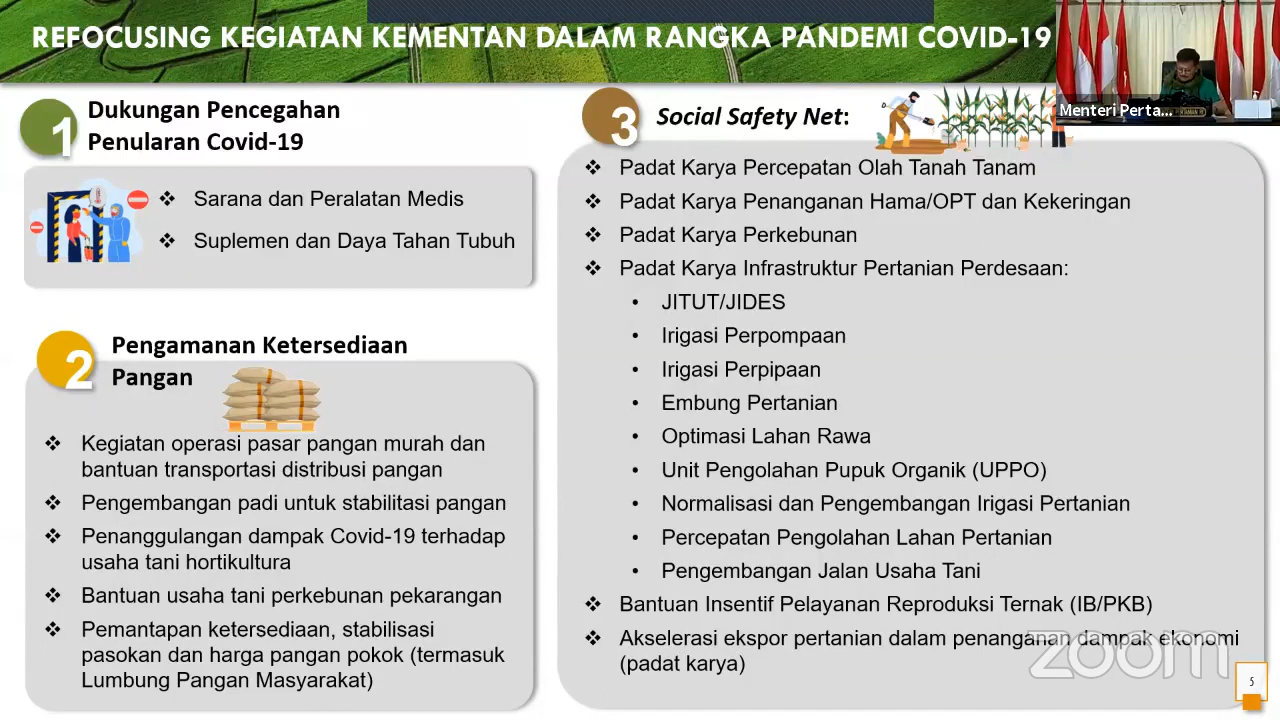 REFOCUSING KEGIATAN KEMENTAN DALAM RANGKA PANDEMI COVID-19
Menteri Perta...
1
Dukungan Pencegahan
Penularan Covid-19
❖ Sarana dan Peralatan Medis
❖ Suplemen dan Daya Tahan Tubuh
2
Pengamanan Ketersediaan
Pangan
❖ Kegiatan operasi pasar pangan murah dan
bantuan transportasi distribusi pangan
❖ Pengembangan padi untuk stabilitasi pangan
❖ Penanggulangan dampak Covid-19 terhadap
usaha tani hortikultura
❖ Bantuan usaha tani perkebunan pekarangan
❖ Pemantapan ketersediaan, stabilisasi
pasokan dan harga pangan pokok (termasuk
Lumbung Pangan Masyarakat)
3
Social Safety Net:
❖ Padat Karya Percepatan Olah Tanah Tanam
❖ Padat Karya Penanganan Hama/OPT dan Kekeringan
❖ Padat Karya Perkebunan
❖ Padat Karya Infrastruktur Pertanian Perdesaan:
• JITUT/JIDES
• Irigasi Perpompaan
• Irigasi Perpipaan
• Embung Pertanian
• Optimasi Lahan Rawa
• Unit Pengolahan Pupuk Organik (UPPO)
• Normalisasi dan Pengembangan Irigasi Pertanian
• Percepatan Pengolahan Lahan Pertanian
• Pengembangan Jalan Usaha Tani
❖ Bantuan Insentif Pelayanan Reproduksi Ternak (IB/PKB)
❖ Akselerasi ekspor pertanian dalam penanganan dampak ekonomi
(padat karya)
zoom
5